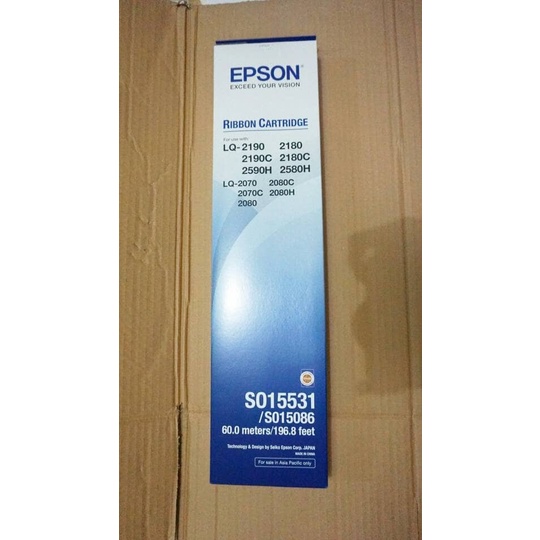 EPSON
EXCEED YOUR VISION
RIBBON CARTRIDGE
For use with:
LQ-2190 2180
2190C 2180C
2590H 2580H
LQ-2070 2080C
2070C 2080H
2080
S015531
/S015086
60.0 meters/196.8 feet
Technology & Design by Seiko Epson Corp. JAPAN
MADE IN CHINA
For sale in Asia Pacific only